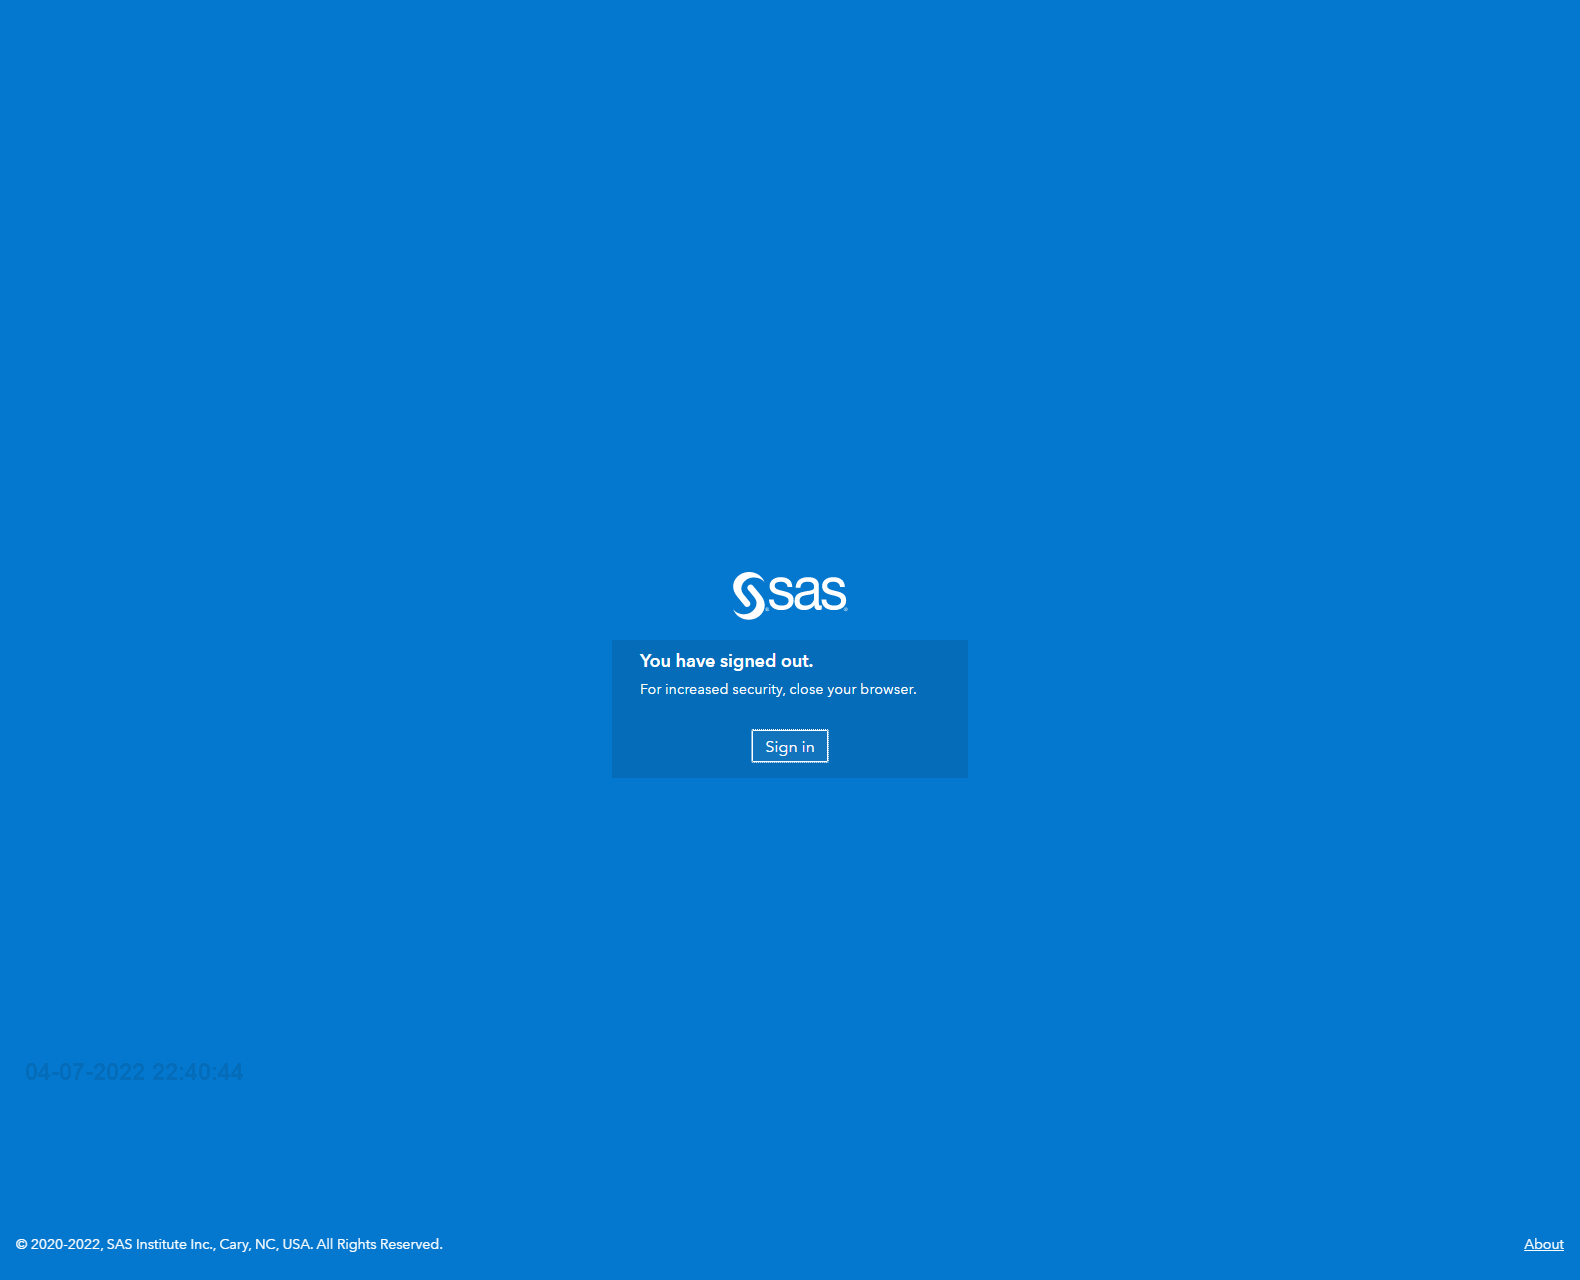 sas
You have signed out.
For increased security, close your browser.
Sign in
04-07-2022 22:40:44
© 2020-2022, SAS Institute Inc., Cary, NC, USA. All Rights Reserved.
About